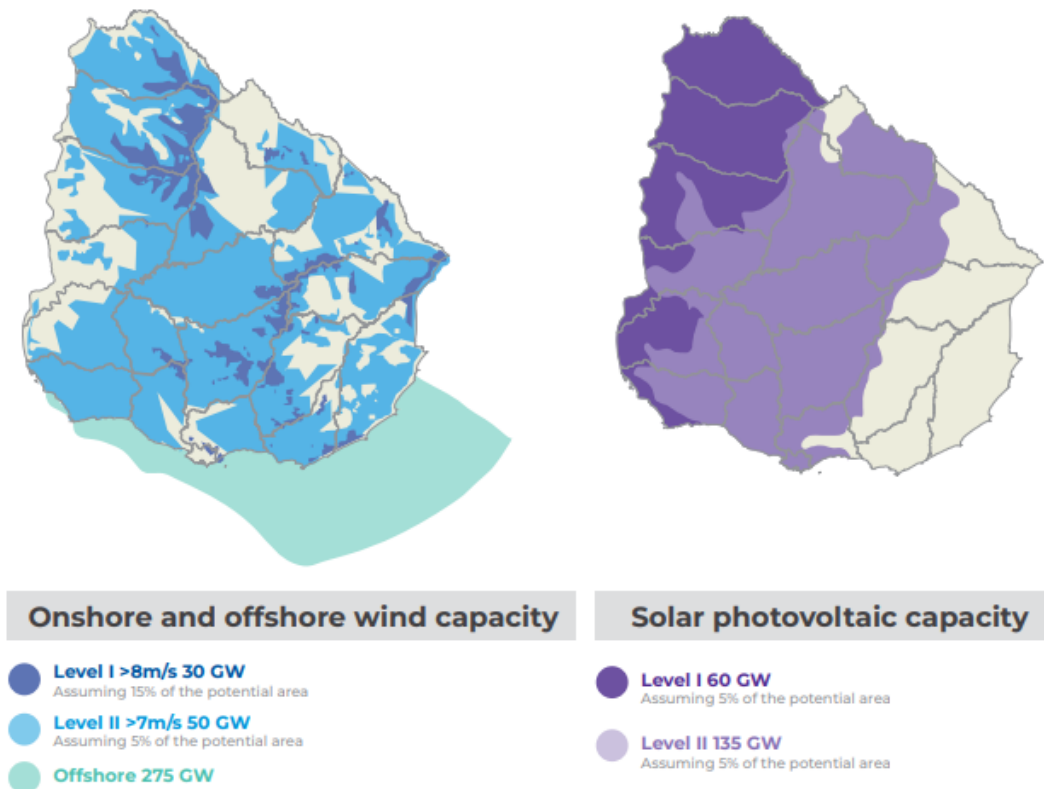 Onshore and offshore wind capacity
Level I >8m/s 30 GW
Assuming 15% of the potential area
Level II >7m/s 50 GW
Assuming 5% of the potential area
Offshore 275 GW
Solar photovoltaic capacity
Level I 60 GW
Assuming 5% of the potential area
Level II 135 GW
Assuming 5% of the potential area